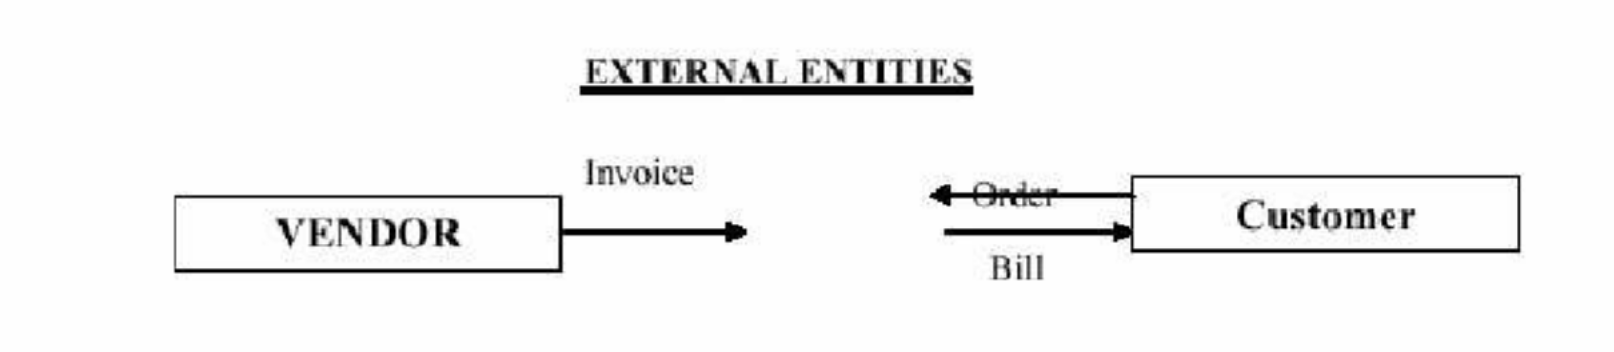 EXTERNAL ENTITIES
Invoice
VENDOR
Order
Customer
Bill